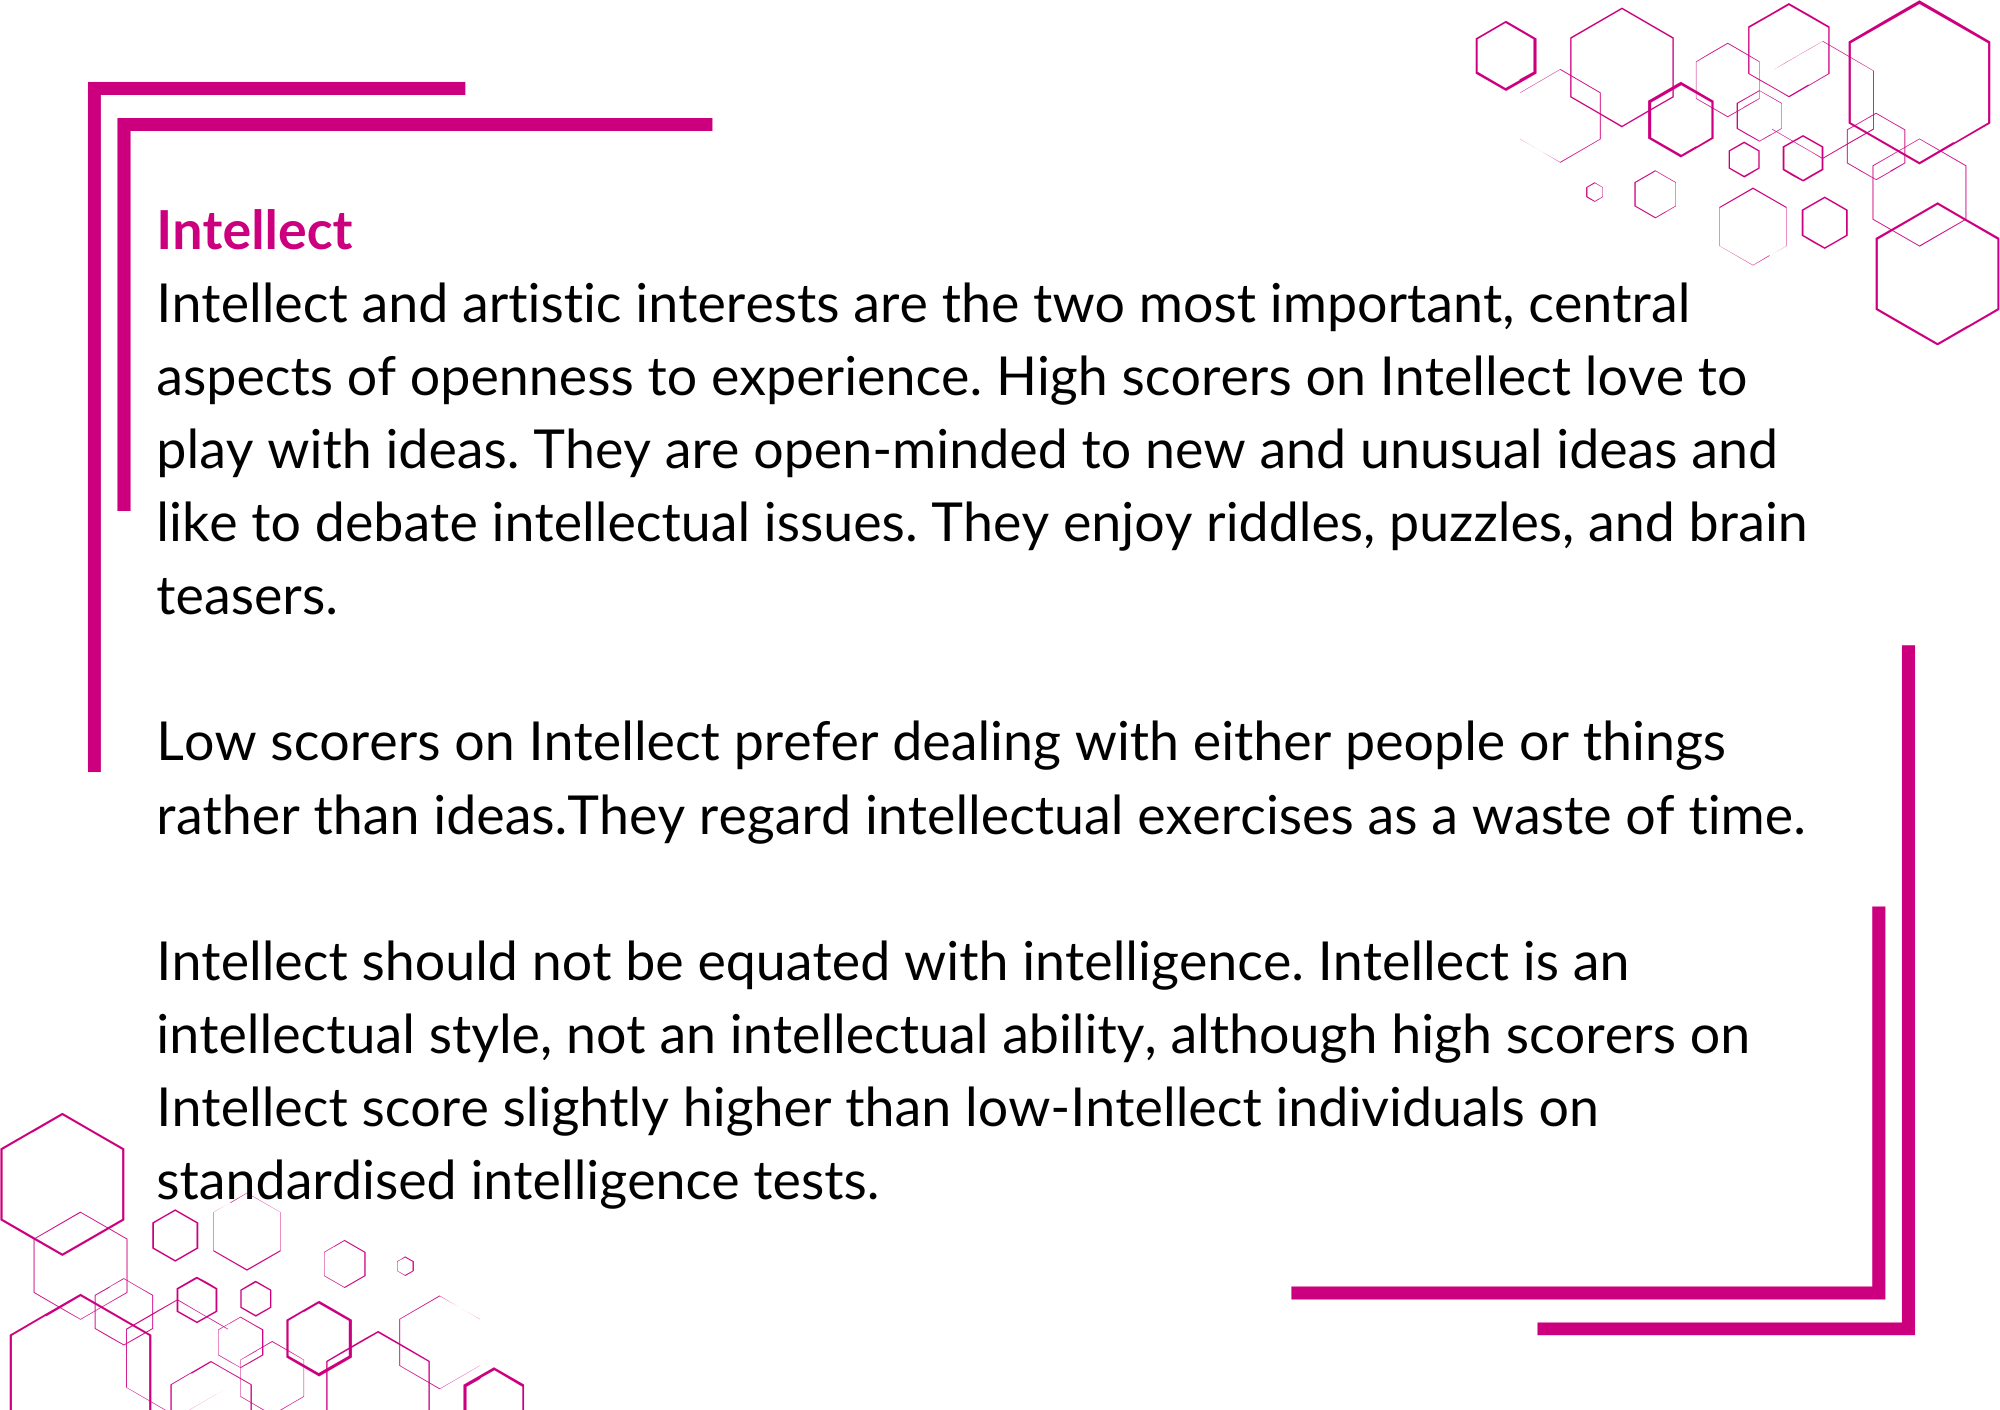 Intellect
Intellect and artistic interests are the two most important, central
aspects of openness to experience. High scorers on Intellect love to
play with ideas. They are open-minded to new and unusual ideas and
like to debate intellectual issues. They enjoy riddles, puzzles, and brain
teasers.
Low scorers on Intellect prefer dealing with either people or things
rather than ideas.They regard intellectual exercises as a waste of time.
Intellect should not be equated with intelligence. Intellect is an
intellectual style, not an intellectual ability, although high scorers on
Intellect score slightly higher than low-Intellect individuals on
standardised intelligence tests.